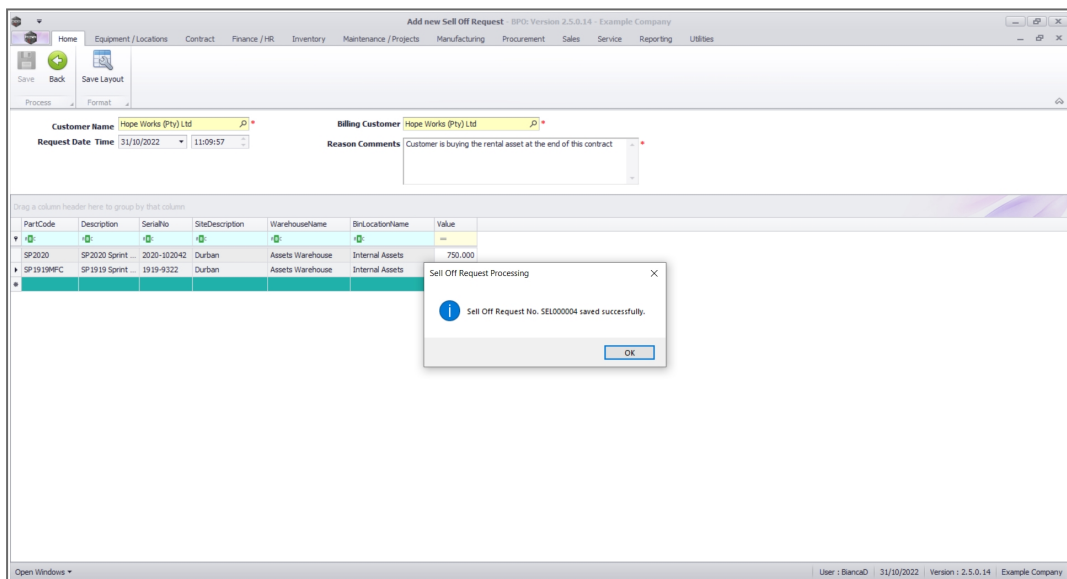 Add new Sell Off Request - BPO: Version 2.5.0.14 - Example Company
Home Equipment / Locations Contract Finance / HR Inventory Maintenance / Projects Manufacturing Procurement Sales Service Reporting Utilities
Save Back Save Layout
Process Format
Customer Name Hope Works (Pty) Ltd * Billing Customer Hope Works (Pty) Ltd *
Request Date Time 31/10/2022 11:09:57 Reason Comments Customer is buying the rental asset at the end of this contract *
Drag a column header here to group by that column
PartCode Description SerialNo SiteDescription WarehouseName BinLocationName Value
SP2020 SP2020 Sprint ... 2020-102042 Durban Assets Warehouse Internal Assets 750.000
SP1919MFC SP1919 Sprint ... 1919-9322 Durban Assets Warehouse Internal Assets
Sell Off Request Processing
Sell Off Request No. SEL000004 saved successfully.
OK
Open Windows User : BiancaD 31/10/2022 Version : 2.5.0.14 Example Company